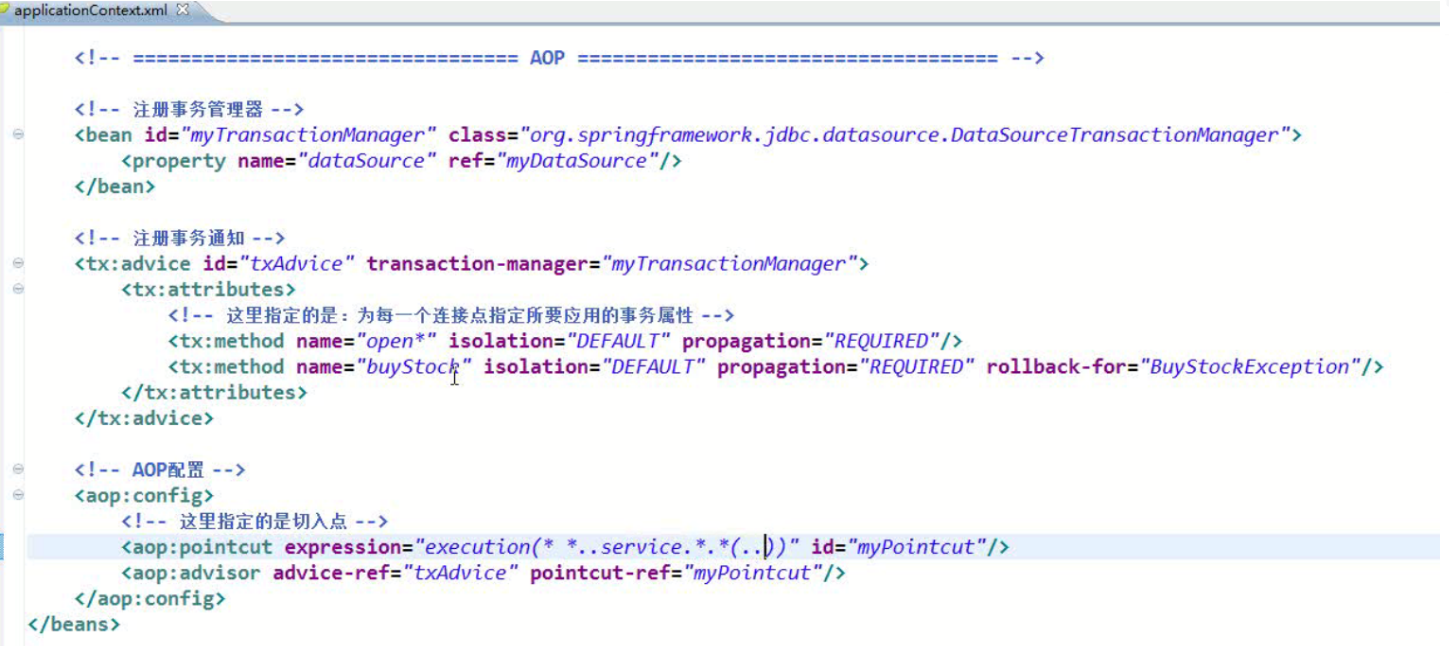 applicationContext.xml
<!-- ================================= AOP ==================================== -->
<!-- 注册事务管理器 -->
<bean id="myTransactionManager" class="org.springframework.jdbc.datasource.DataSourceTransactionManager">
<property name="dataSource" ref="myDataSource"/>
</bean>
<!-- 注册事务通知 -->
<tx:advice id="txAdvice" transaction-manager="myTransactionManager">
<tx:attributes>
<!-- 这里指定的是：为每一个连接点指定所要应用的事务属性 -->
<tx:method name="open*" isolation="DEFAULT" propagation="REQUIRED"/>
<tx:method name="buyStock" isolation="DEFAULT" propagation="REQUIRED" rollback-for="BuyStockException"/>
</tx:attributes>
</tx:advice>
<!-- AOP配置 -->
<aop:config>
<!-- 这里指定的是切入点 -->
<aop:pointcut expression="execution(* *..service.*.*(..))" id="myPointcut"/>
<aop:advisor advice-ref="txAdvice" pointcut-ref="myPointcut"/>
</aop:config>
</beans>